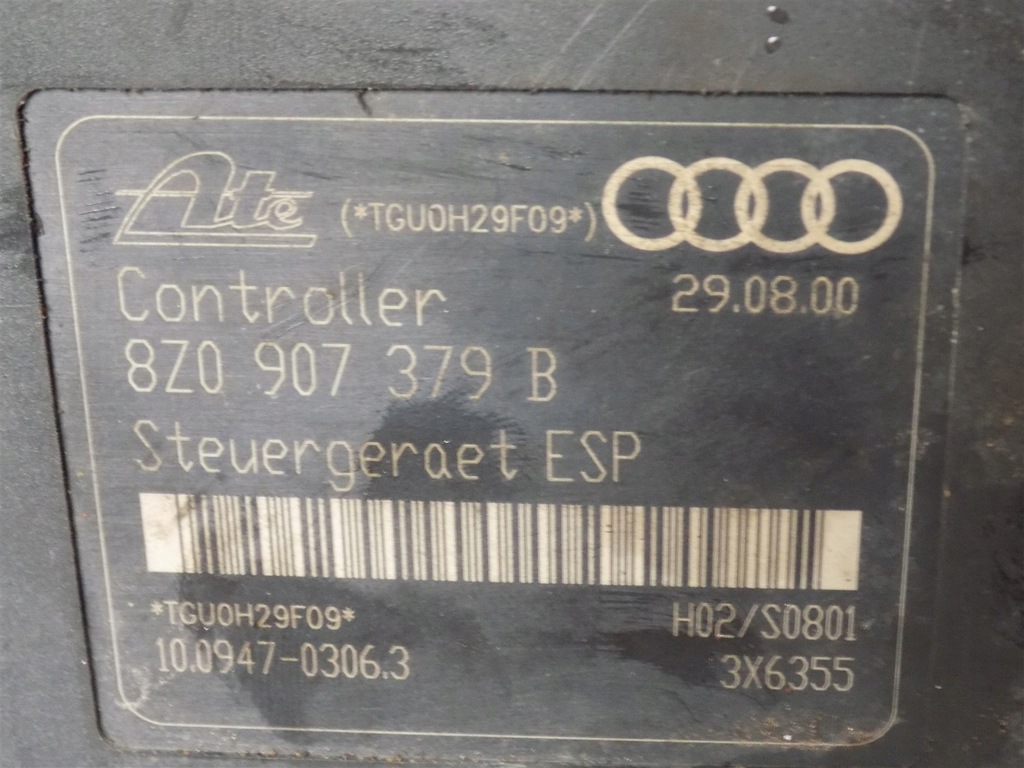 Ate (*TGU0H29F09*)
Controller 29.08.00
8Z0 907 379 B
Steuergeraet ESP
*TGU0H29F09* H02/S0801
10.0947-0306.3 3X6355